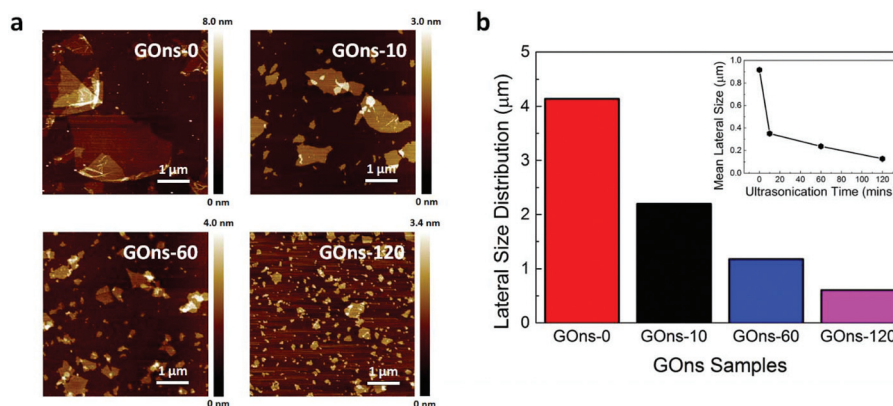 a
8.0 nm
GOns-0
1 μm
0 nm
3.0 nm
GOns-10
1 μm
0 nm
4.0 nm
GOns-60
1 μm
0 nm
3.4 nm
GOns-120
1 μm
0 nm
b
Lateral Size Distribution (μm)
5
4
3
2
1
0
GOns-0 GOns-10 GOns-60 GOns-120
GOns Samples
Mean Lateral Size (μm)
1.0
0.8
0.6
0.4
0.2
0.0
0 20 40 60 80 100 120
Ultrasonication Time (mins